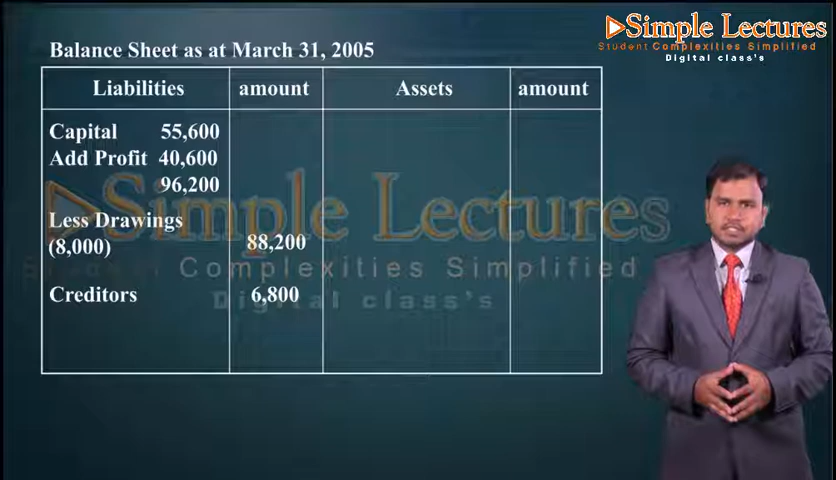 Simple Lectures
Student Complexities Simplified
Digital class's
Balance Sheet as at March 31, 2005
Liabilities amount Assets amount
Capital 55,600
Add Profit 40,600
96,200
Less Drawings
(8,000) 88,200
Creditors 6,800
Simple Lectures
Student Complexities Simplified
Digital class's